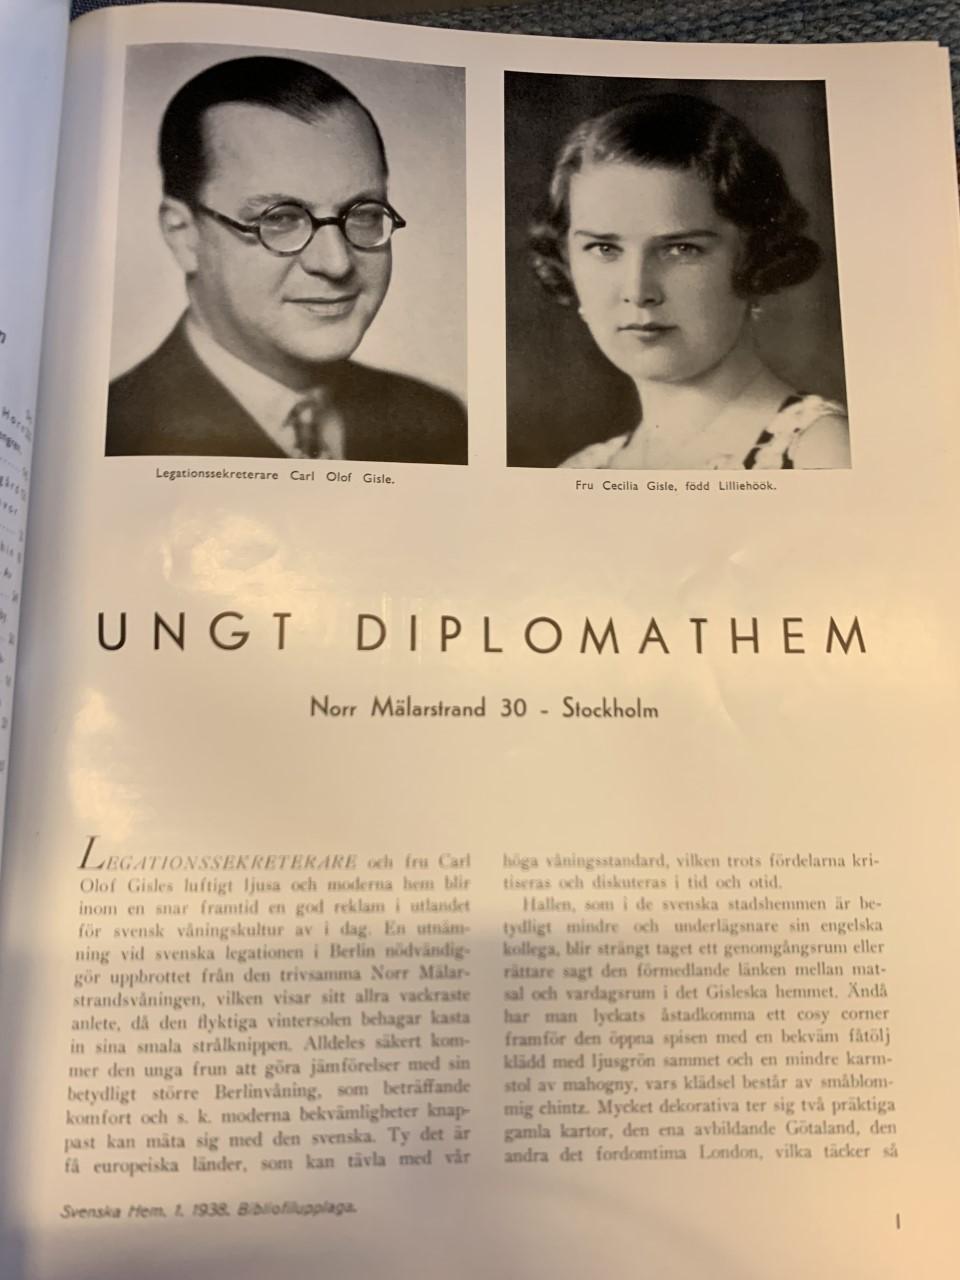 Legationssekreterare Carl Olof Gisle.
Fru Cecilia Gisle, född Lilliehöök.
UNGT DIPLOMATHEM
Norr Mälarstrand 30 - Stockholm
LEGATIONSSEKRETERARE och fru Carl
Olof Gisles luftigt ljusa och moderna hem blir
inom en snar framtid en god reklam i utlandet
för svensk våningskultur av i dag. En utnäm-
ning vid svenska legationen i Berlin nödvändig-
gör uppbrottet från den trivsamma Norr Mälar-
strandsvåningen, vilken visar sitt allra vackraste
anlete, då den flyktiga vintersolen behagar kasta
in sina smala strålknippen. Alldeles säkert kom-
mer den unga frun att göra jämförelser med sin
betydligt större Berlinvåning, som beträffande
komfort och s. k. moderna bekvämligheter knap-
past kan mäta sig med den svenska. Ty det är
få europeiska länder, som kan tävla med vår
höga våningsstandard, vilken trots fördelarna kri-
tiseras och diskuteras i tid och otid.
Hallen, som i de svenska stadshemmen är be-
tydligt mindre och underlägsnare sin engelska
kollega, blir strängt taget ett genomgångsrum eller
rättare sagt den förmedlande länken mellan mat-
sal och vardagsrum i det Gisleska hemmet. Ändå
har man lyckats åstadkomma ett cosy corner
framför den öppna spisen med en bekväm fåtölj
klädd med ljusgrön sammet och en mindre karm-
stol av mahogny, vars klädsel består av småblom-
mig chintz. Mycket dekorativa ter sig två präktiga
gamla kartor, den ena avbildande Götaland, den
andra det fordomtima London, vilka täcker så
Svenska Hem. 1. 1938. Bibliofilupplaga.
1